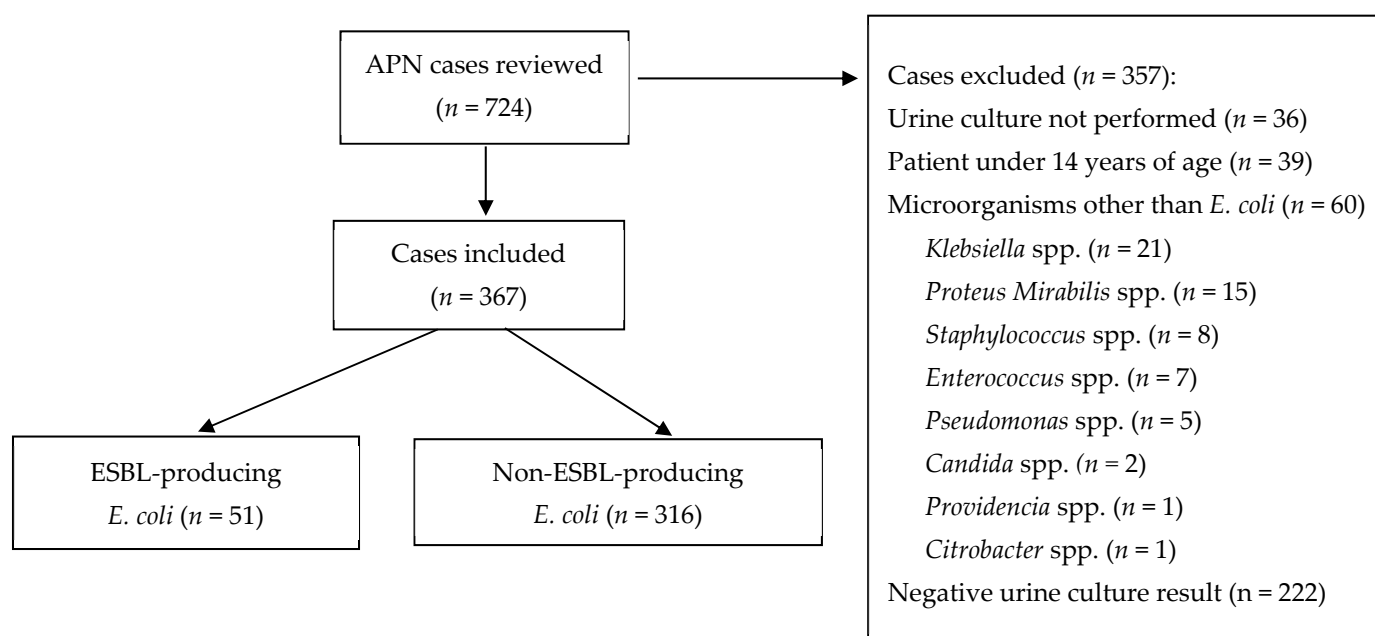 APN cases reviewed
(n = 724)
Cases included
(n = 367)
ESBL-producing
E. coli (n = 51)
Non-ESBL-producing
E. coli (n = 316)
Cases excluded (n = 357):
Urine culture not performed (n = 36)
Patient under 14 years of age (n = 39)
Microorganisms other than E. coli (n = 60)
Klebsiella spp. (n = 21)
Proteus Mirabilis spp. (n = 15)
Staphylococcus spp. (n = 8)
Enterococcus spp. (n = 7)
Pseudomonas spp. (n = 5)
Candida spp. (n = 2)
Providencia spp. (n = 1)
Citrobacter spp. (n = 1)
Negative urine culture result (n = 222)